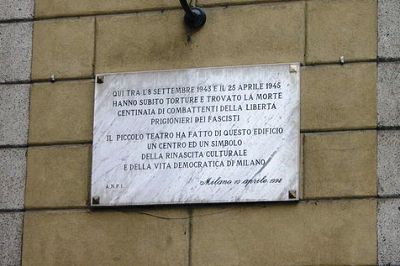 QUI TRA L'8 SETTEMBRE 1943 E IL 25 APRILE 1945
HANNO SUBITO TORTURE E TROVATO LA MORTE
CENTINAIA DI COMBATTENTI DELLA LIBERTÀ
PRIGIONIERI DEI FASCISTI
IL PICCOLO TEATRO HA FATTO DI QUESTO EDIFICIO
UN CENTRO ED UN SIMBOLO
DELLA RINASCITA CULTURALE
E DELLA VITA DEMOCRATICA DI MILANO
A.N.P.I. Milano aprile